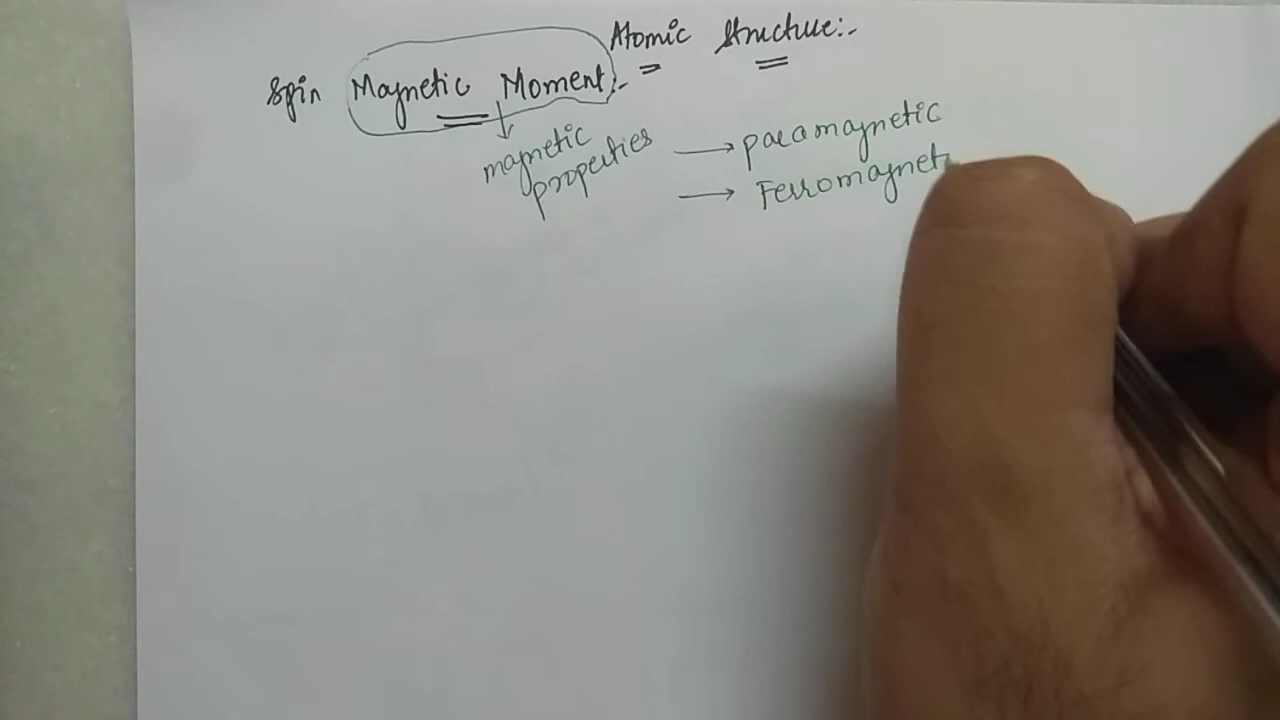 Atomic Structure:-
Spin Magnetic Moment:-
magnetic
properties
→ paramagnetic
→ Ferromagnet